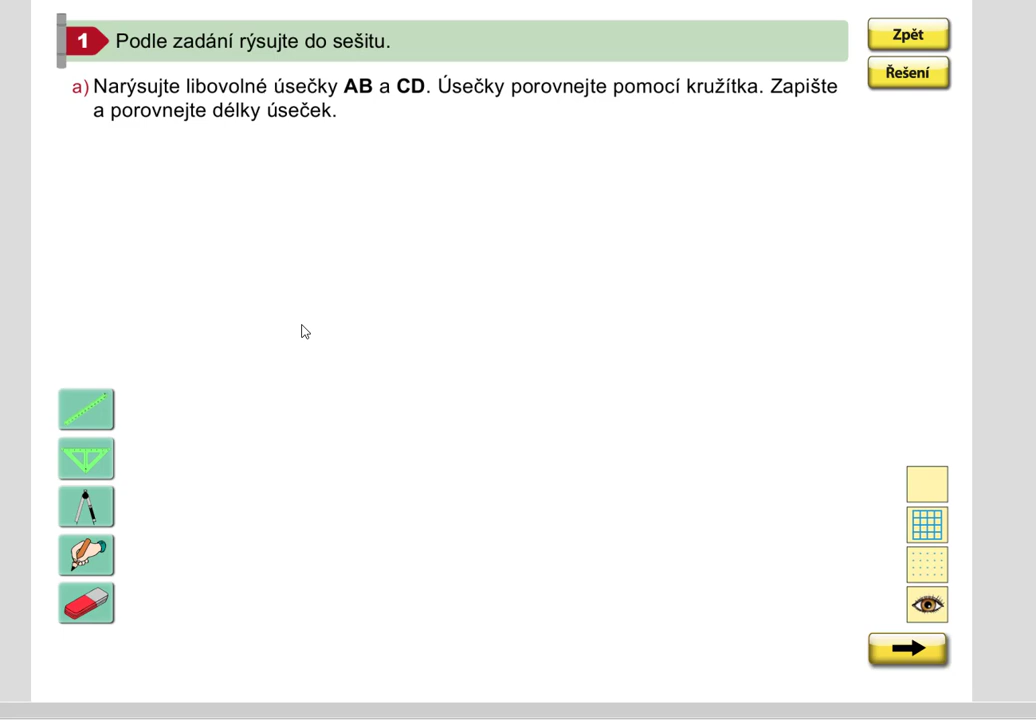 1 Podle zadání rýsujte do sešitu.
Zpět
Řešení
a) Narýsujte libovolné úsečky AB a CD. Úsečky porovnejte pomocí kružítka. Zapište
a porovnejte délky úseček.